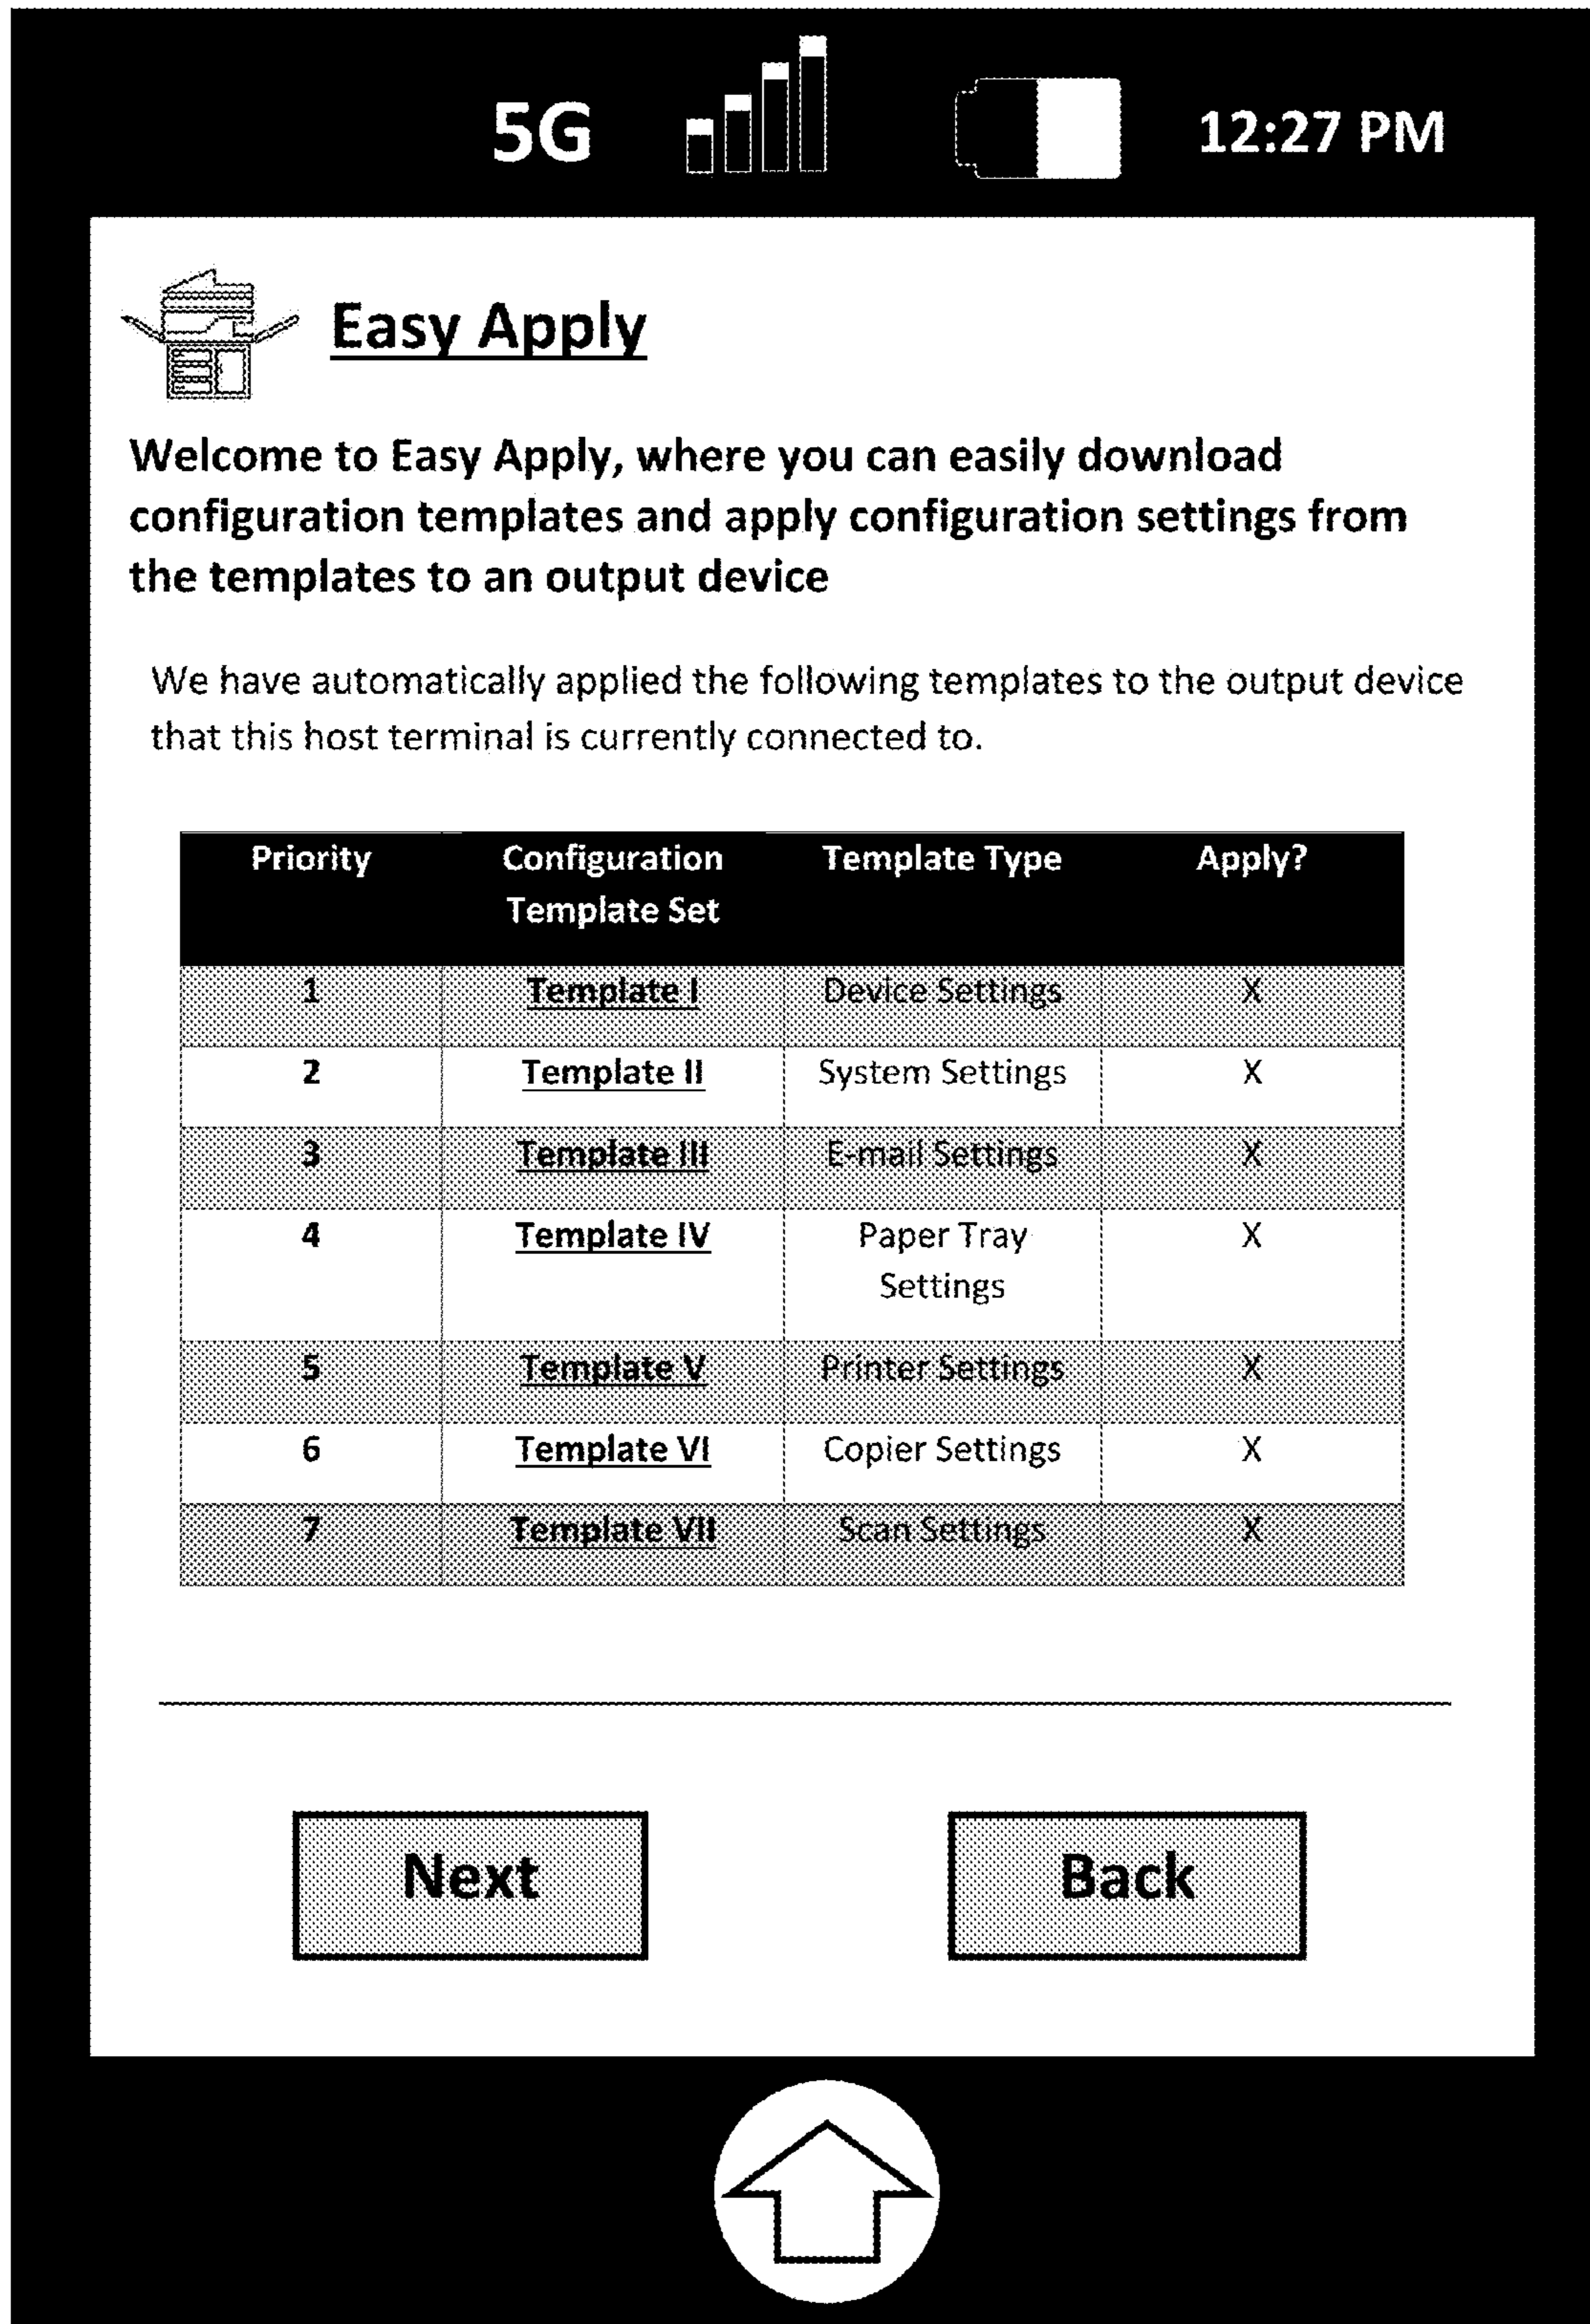 5G 12:27 PM
Easy Apply
Welcome to Easy Apply, where you can easily download
configuration templates and apply configuration settings from
the templates to an output device
We have automatically applied the following templates to the output device
that this host terminal is currently connected to.
Priority Configuration Template Type Apply?
Template Set
1 Template I Device Settings X
2 Template II System Settings X
3 Template III E-mail Settings X
4 Template IV Paper Tray X
Settings
5 Template V Printer Settings X
6 Template VI Copier Settings X
7 Template VII Scan Settings X
Next Back